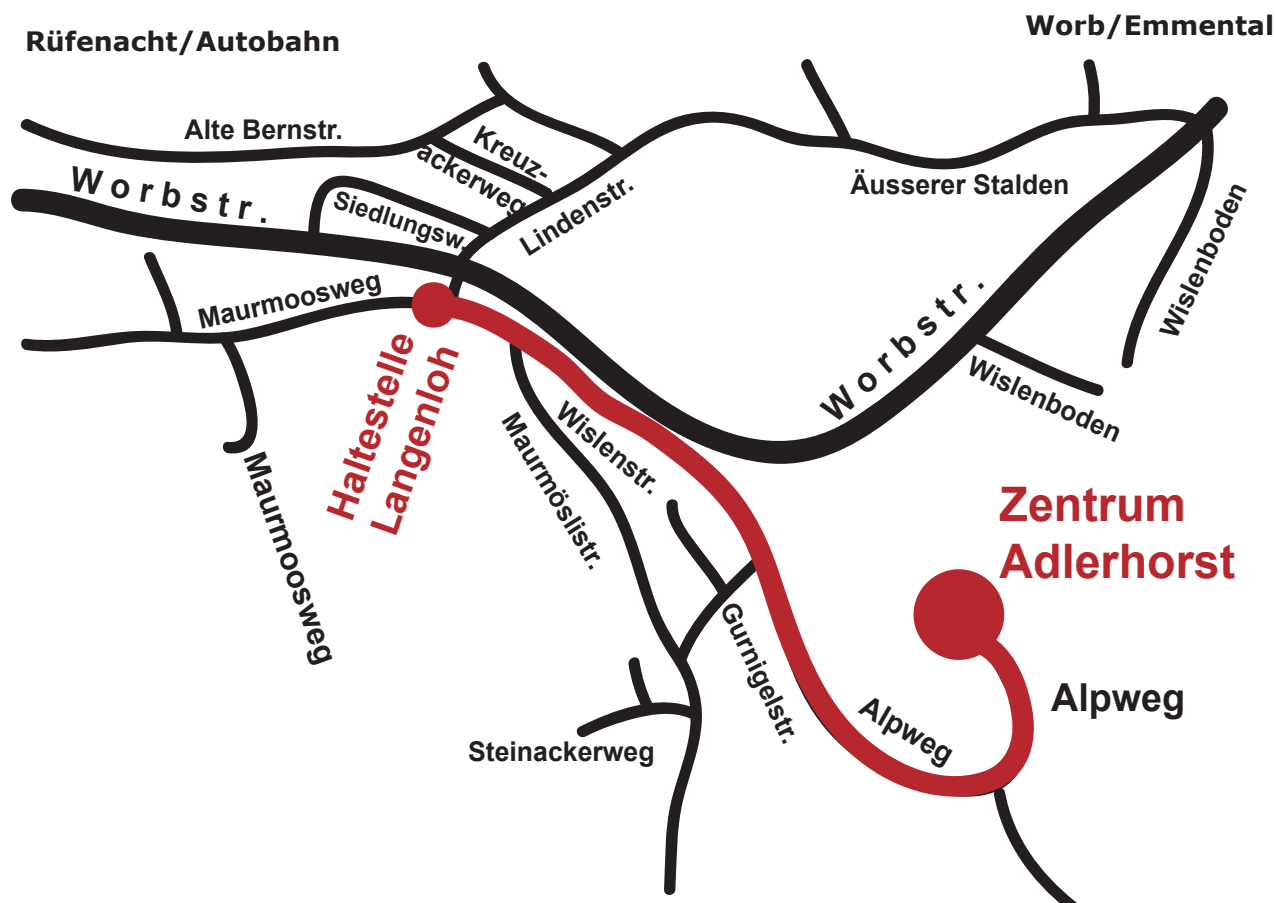 Rüfenacht/Autobahn
Worb/Emmental
Alte Bernstr.
Kreuz-
ackerweg
Worbstr.
Siedlungsw.
Lindenstr.
Äusserer Stalden
Wislenboden
Maurmoosweg
Worbstr.
Wislenboden
Haltestelle
Langenloh
Wislenstr.
Maurmöslistr.
Maurmoosweg
Zentrum
Adlerhorst
Gurnigelstr.
Alpweg
Alpweg
Steinackerweg